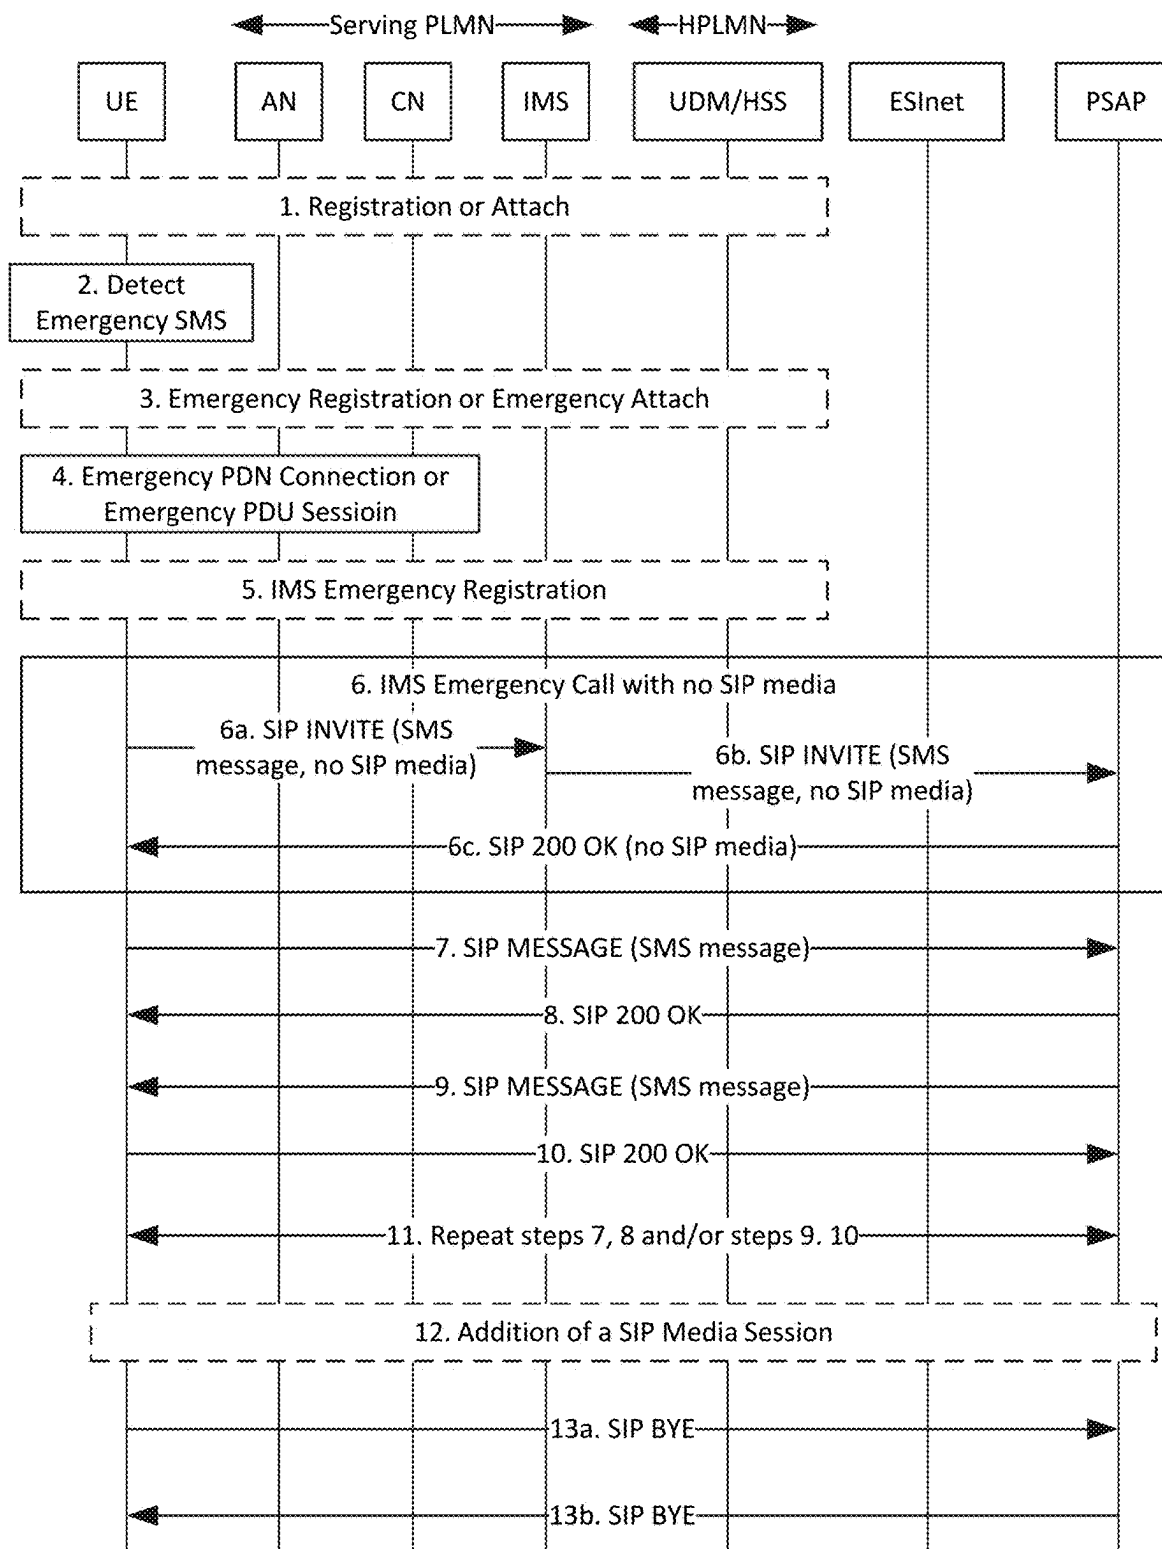 Serving PLMN
HPLMN
UE
AN
CN
IMS
UDM/HSS
ESInet
PSAP
1. Registration or Attach
2. Detect
Emergency SMS
3. Emergency Registration or Emergency Attach
4. Emergency PDN Connection or
Emergency PDU Sessioin
5. IMS Emergency Registration
6. IMS Emergency Call with no SIP media
6a. SIP INVITE (SMS
message, no SIP media)
6b. SIP INVITE (SMS
message, no SIP media)
6c. SIP 200 OK (no SIP media)
7. SIP MESSAGE (SMS message)
8. SIP 200 OK
9. SIP MESSAGE (SMS message)
10. SIP 200 OK
11. Repeat steps 7, 8 and/or steps 9. 10
12. Addition of a SIP Media Session
13a. SIP BYE
13b. SIP BYE